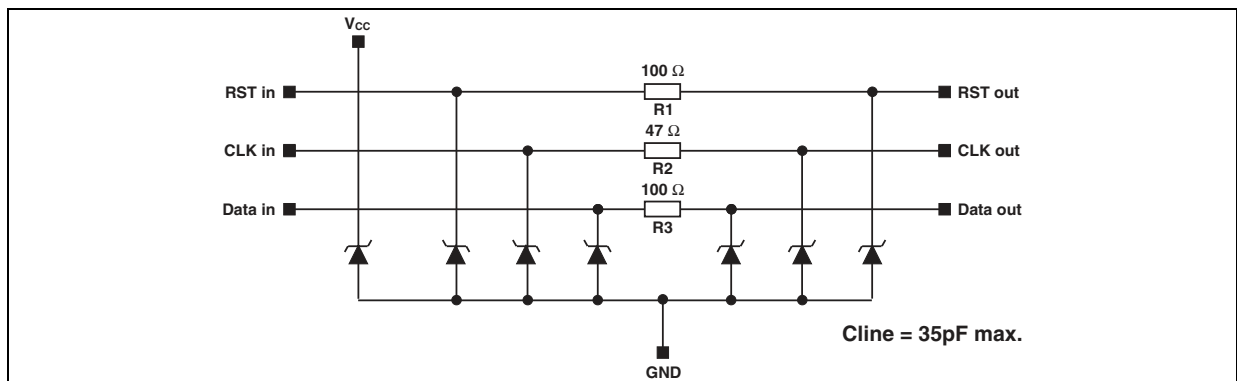 Vcc
100 Ω
RST in
RST out
R1
47 Ω
CLK in
CLK out
R2
100 Ω
Data in
Data out
R3
Cline = 35pF max.
GND